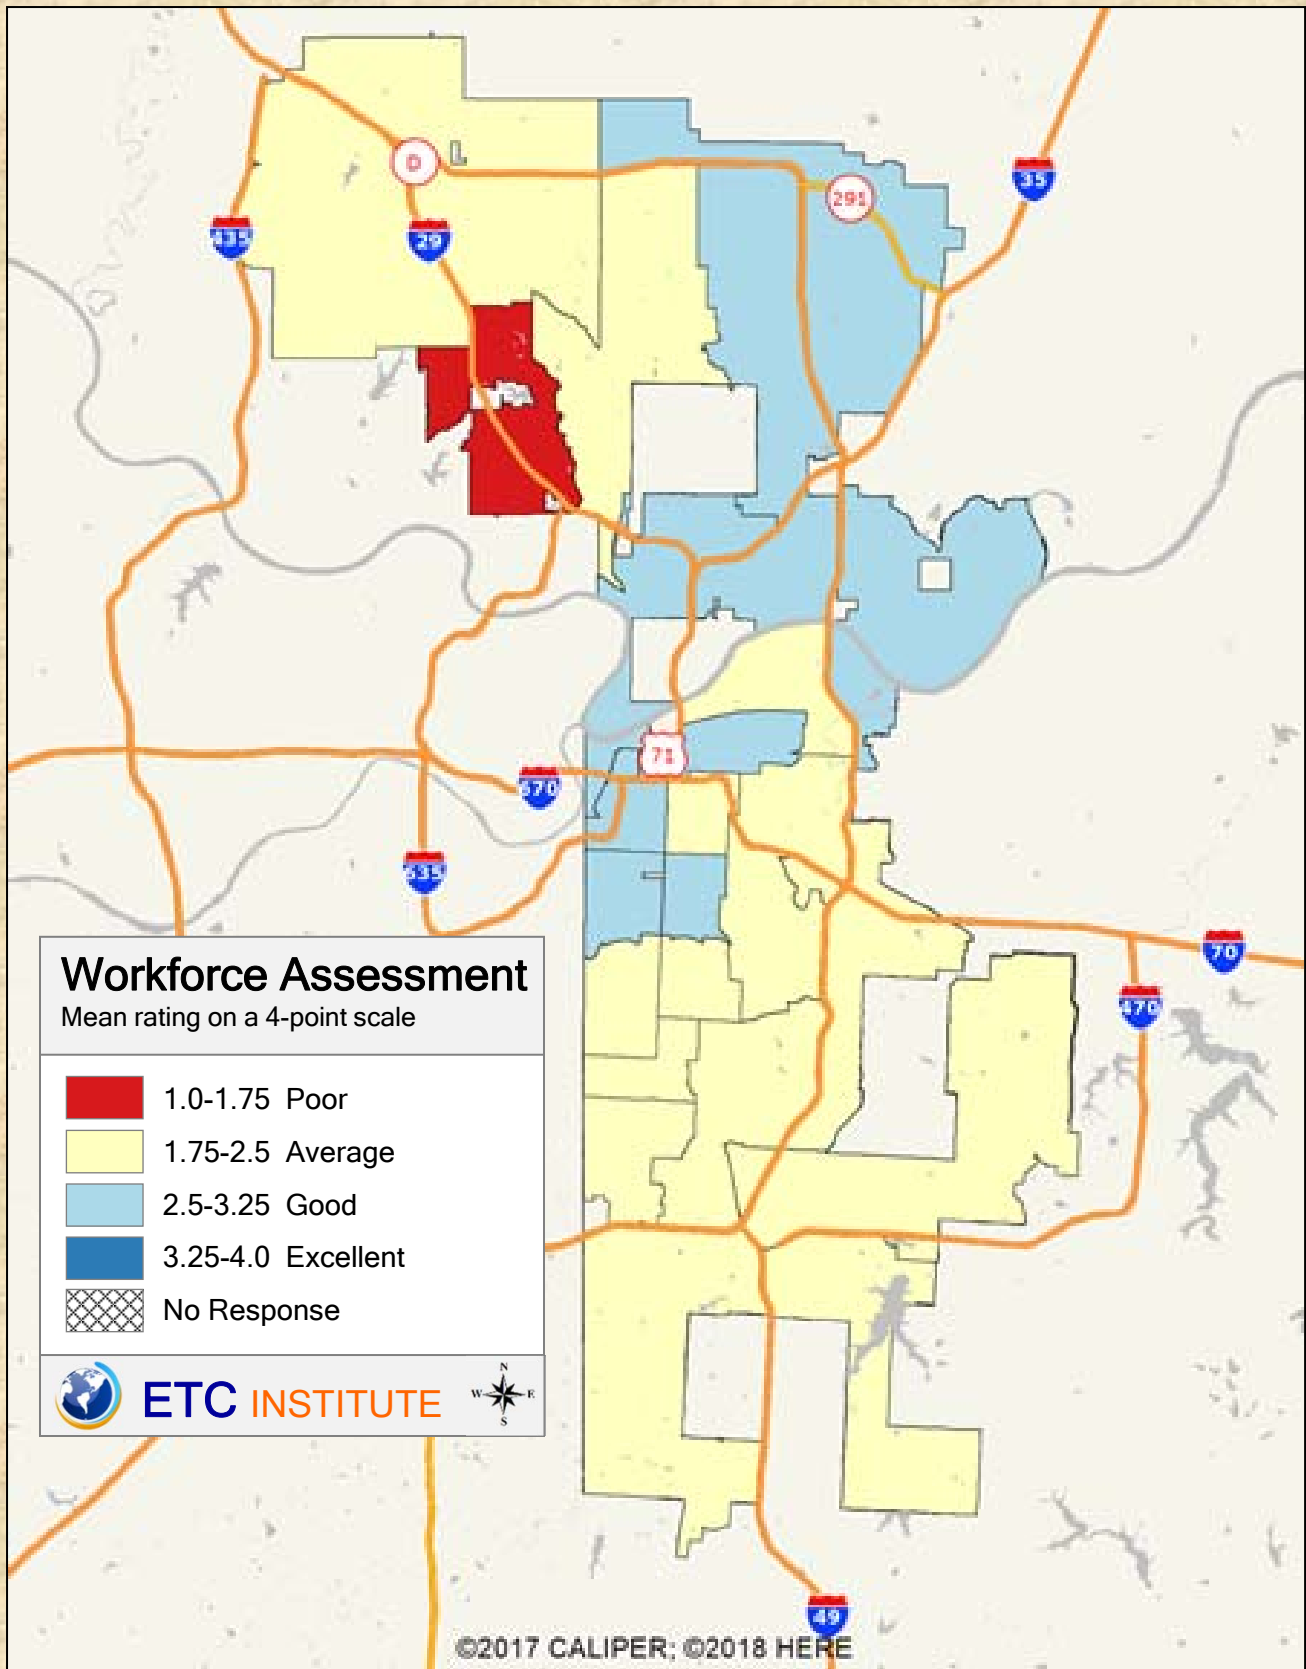 D
291
35
435
29
71
670
635
70
470
Workforce Assessment
Mean rating on a 4-point scale
1.0-1.75 Poor
1.75-2.5 Average
2.5-3.25 Good
3.25-4.0 Excellent
No Response
ETC INSTITUTE
N
W E
S
49
©2017 CALIPER; ©2018 HERE